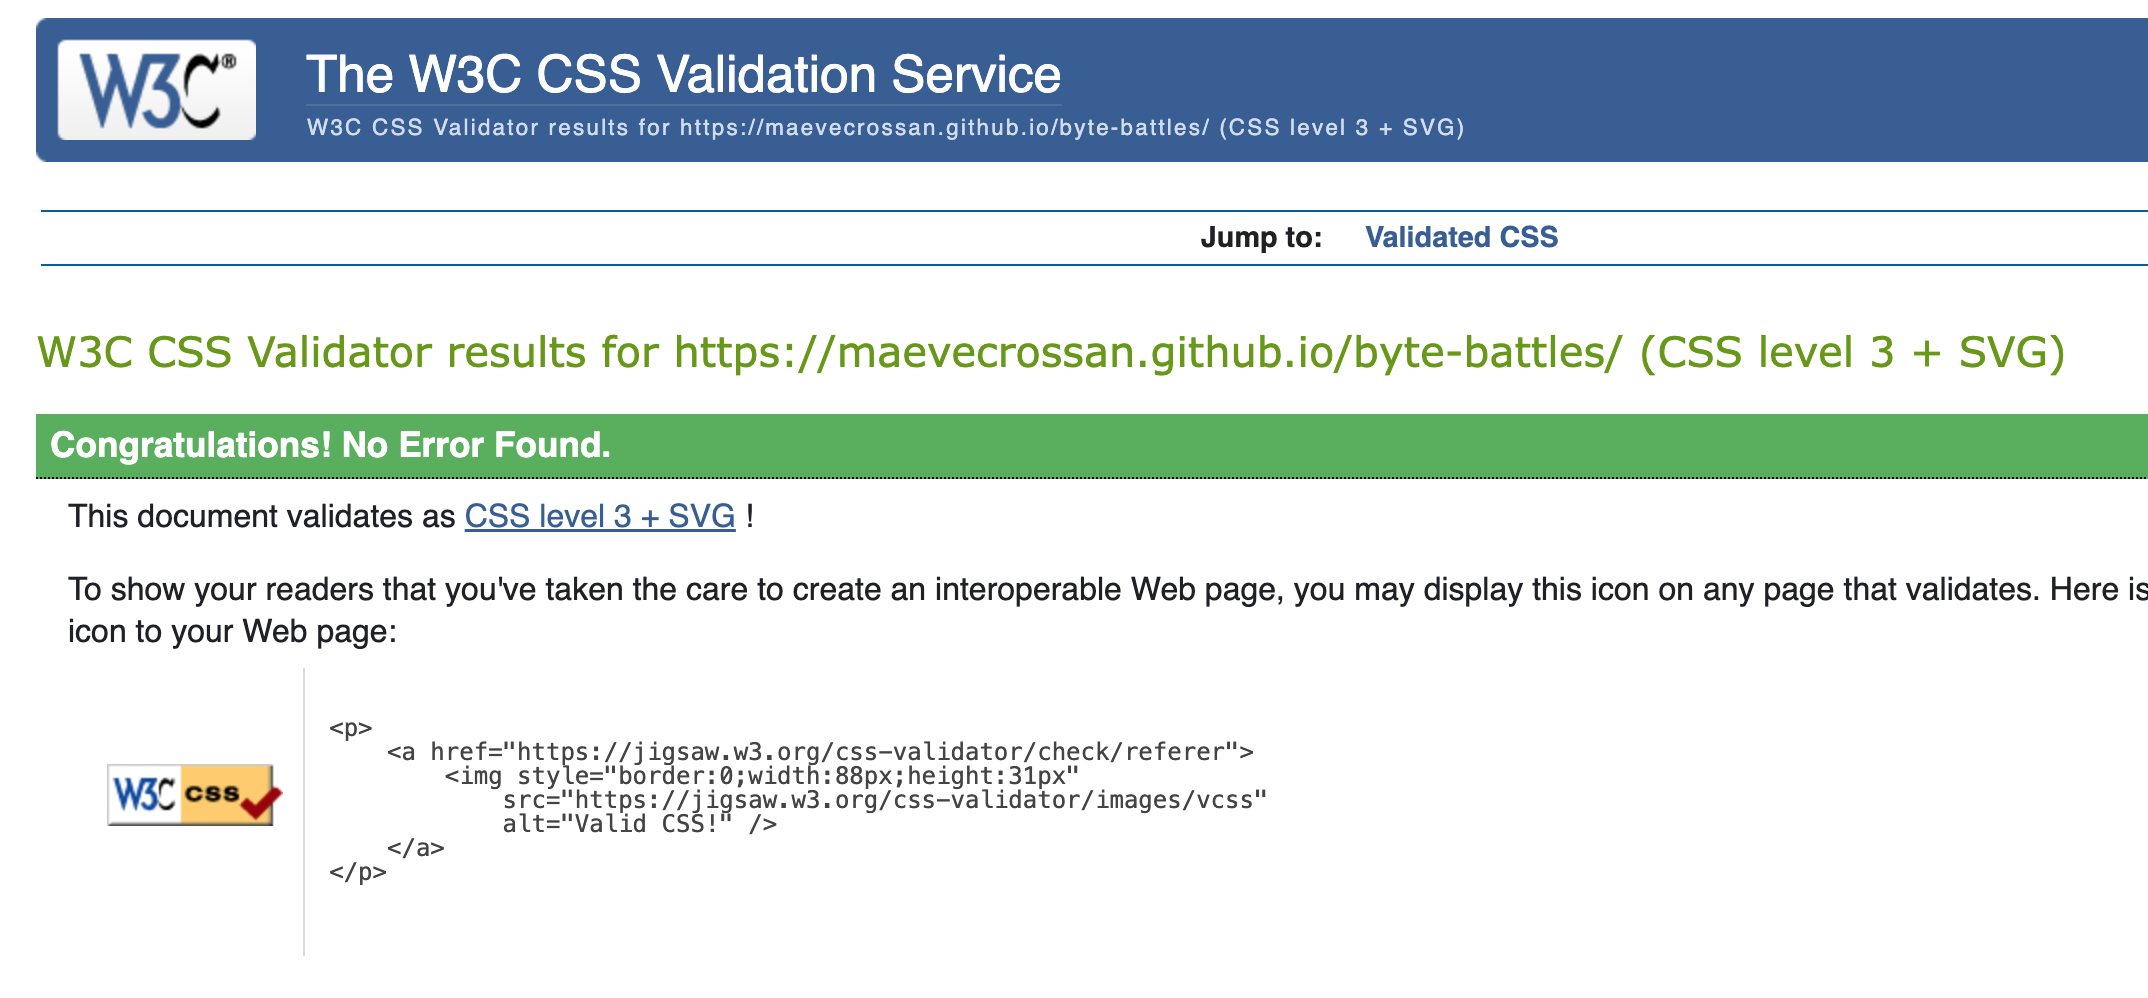 W3C®
The W3C CSS Validation Service
W3C CSS Validator results for https://maevecrossan.github.io/byte-battles/ (CSS level 3 + SVG)
Jump to: Validated CSS
W3C CSS Validator results for https://maevecrossan.github.io/byte-battles/ (CSS level 3 + SVG)
Congratulations! No Error Found.
This document validates as CSS level 3 + SVG !
To show your readers that you've taken the care to create an interoperable Web page, you may display this icon on any page that validates. Here is
icon to your Web page:
W3C css
<p>
    <a href="https://jigsaw.w3.org/css-validator/check/referer">
        <img style="border:0;width:88px;height:31px"
            src="https://jigsaw.w3.org/css-validator/images/vcss"
            alt="Valid CSS!" />
    </a>
</p>